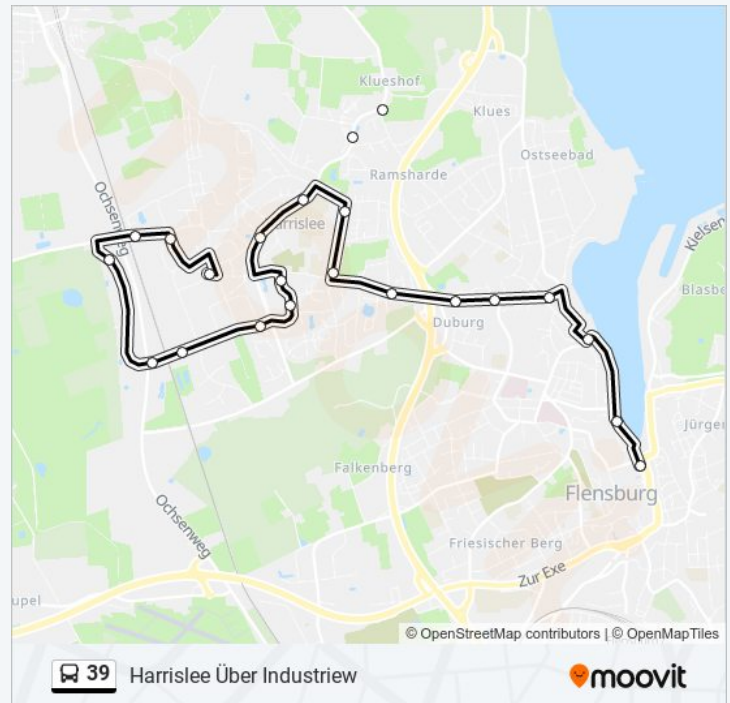 Klueshof
Klues
Ostseebad
Ramsharde
Ochsenweg
Harrislee
Kielsen
Blasbe
Duburg
Jürgen
Falkenberg
Flensburg
Ochsenweg
Friesischer Berg
Zur Exe
upel
© OpenStreetMap contributors | © OpenMapTiles
39 Harrislee Über Industriew
moovit